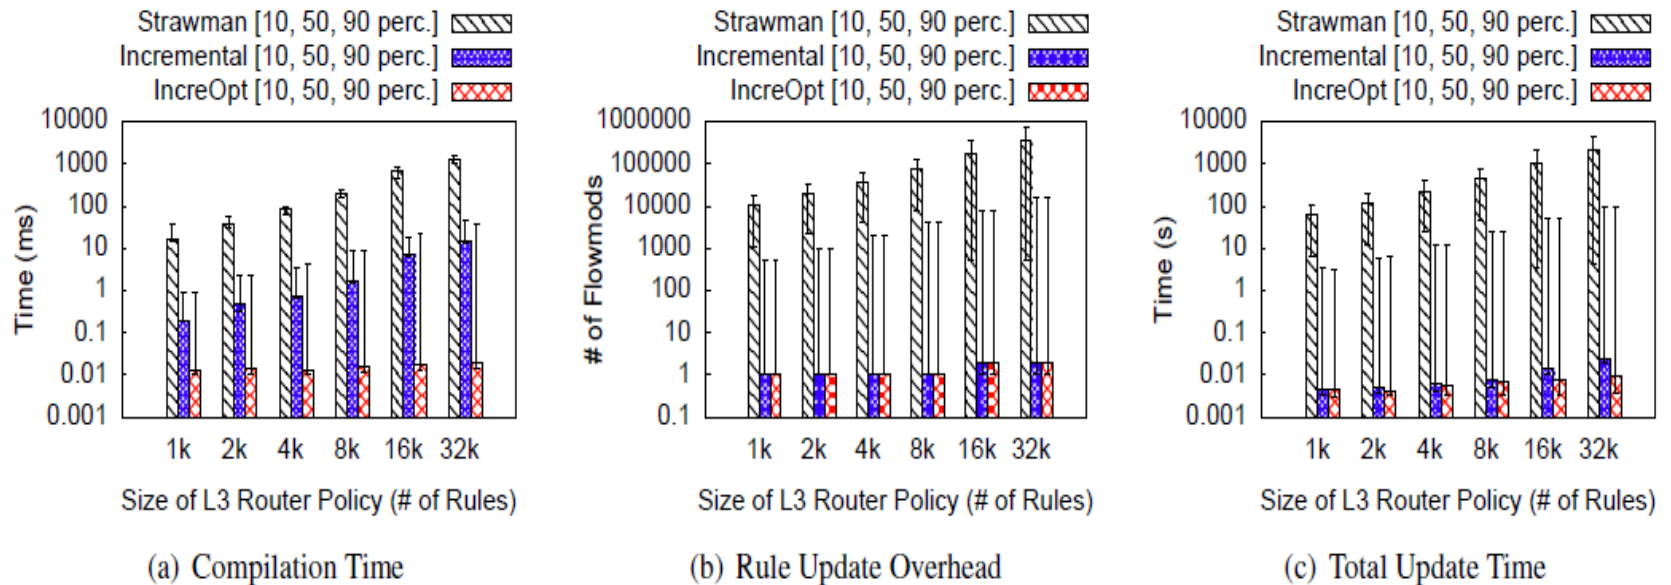 Strawman [10, 50, 90 perc.]
Incremental [10, 50, 90 perc.]
IncreOpt [10, 50, 90 perc.]
10000
1000
100
10
1
0.1
0.01
0.001
Time (ms)
1k 2k 4k 8k 16k 32k
Size of L3 Router Policy (# of Rules)
(a) Compilation Time
Strawman [10, 50, 90 perc.]
Incremental [10, 50, 90 perc.]
IncreOpt [10, 50, 90 perc.]
1000000
100000
10000
1000
100
10
1
0.1
# of Flowmods
1k 2k 4k 8k 16k 32k
Size of L3 Router Policy (# of Rules)
(b) Rule Update Overhead
Strawman [10, 50, 90 perc.]
Incremental [10, 50, 90 perc.]
IncreOpt [10, 50, 90 perc.]
10000
1000
100
10
1
0.1
0.01
0.001
Time (s)
1k 2k 4k 8k 16k 32k
Size of L3 Router Policy (# of Rules)
(c) Total Update Time